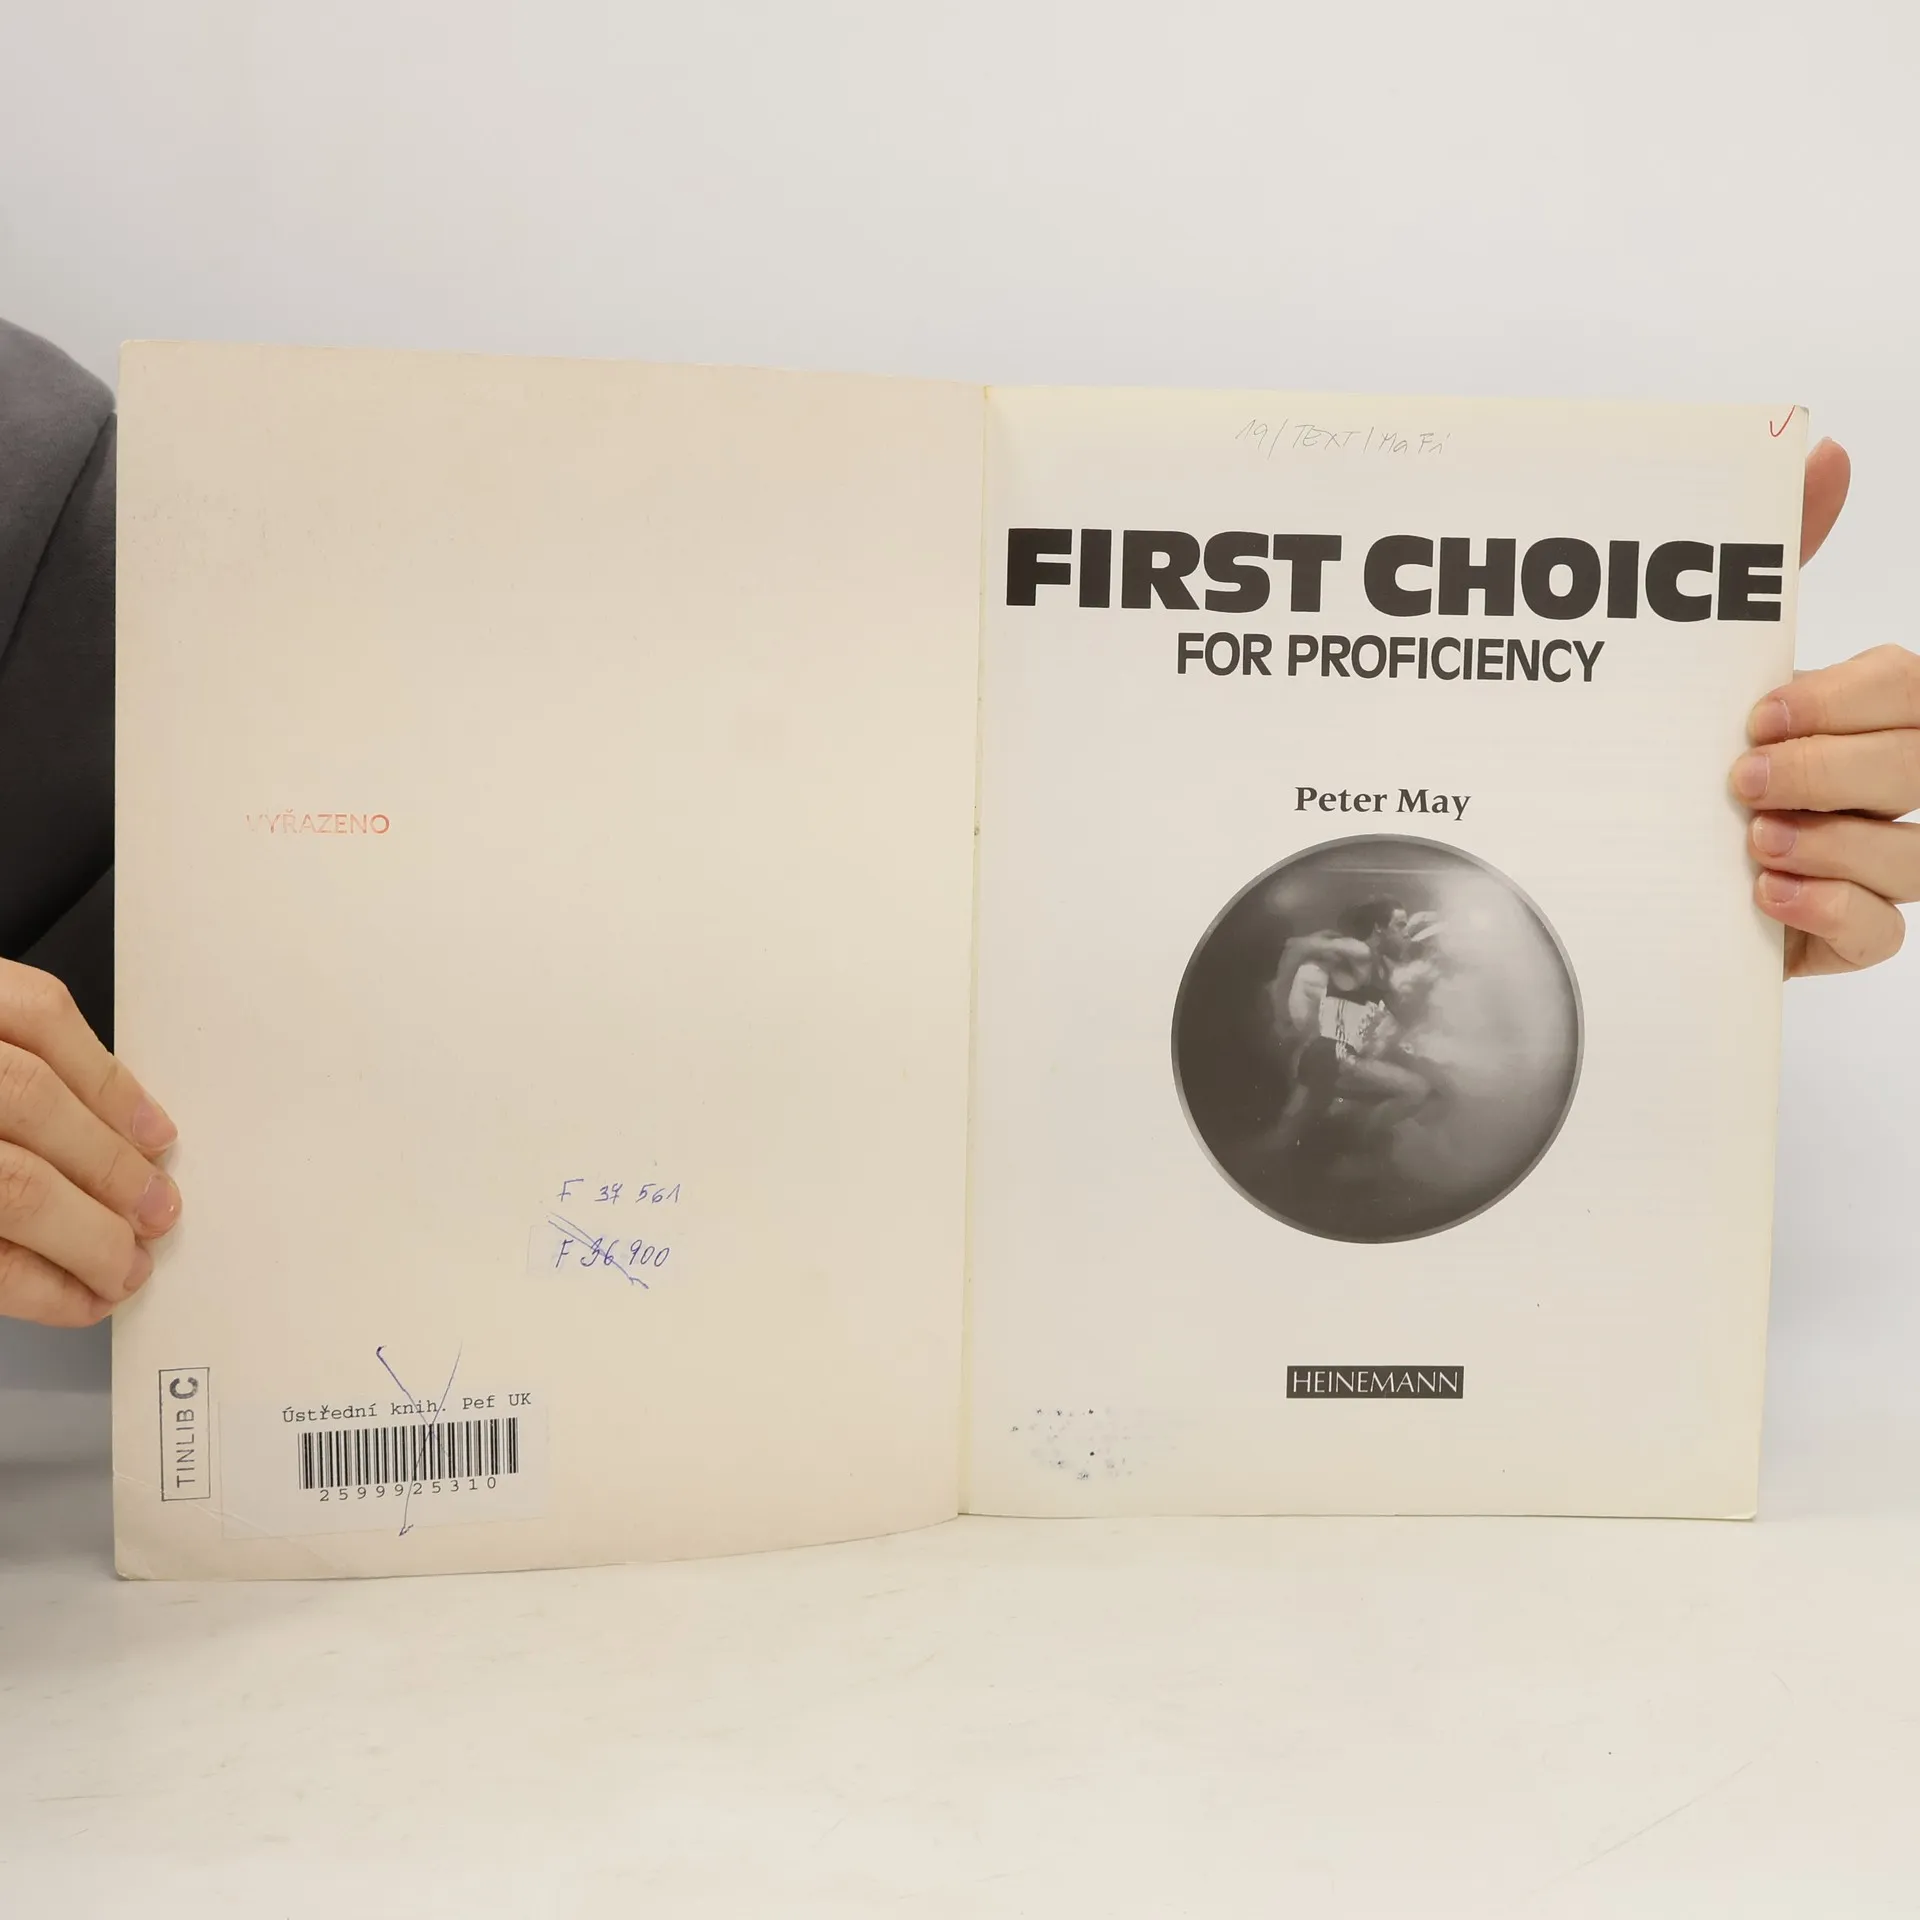 VYŘAZENO
F 37 561
F 36 900
TINLIB C
Ústřední knih. Pef UK
2599925310
19/TEXT/MaFi
FIRST CHOICE
FOR PROFICIENCY
Peter May
HEINEMANN